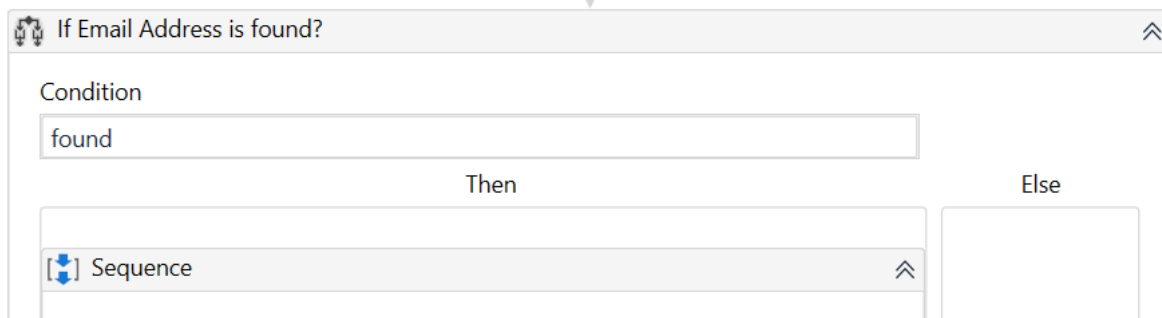 If Email Address is found?
Condition
found
Then
Else
Sequence